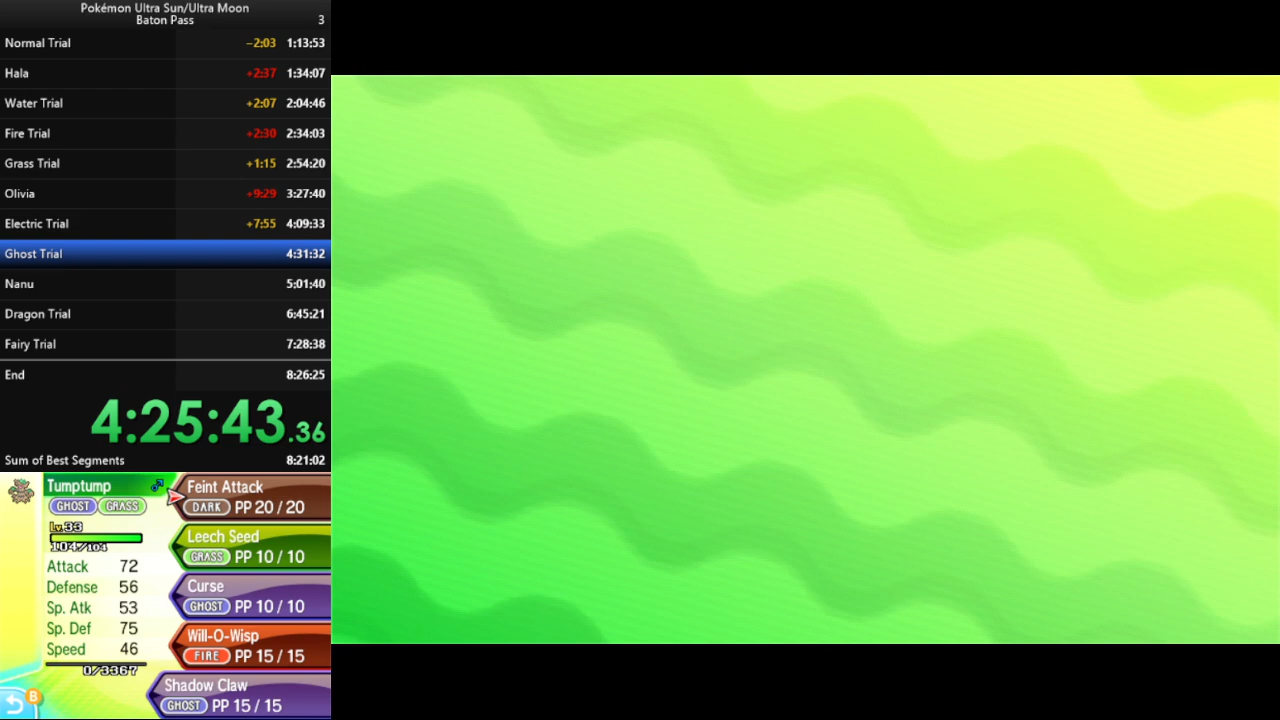 Pokémon Ultra Sun/Ultra Moon
Baton Pass 3
Normal Trial −2:03 1:13:53
Hala +2:37 1:34:07
Water Trial +2:07 2:04:46
Fire Trial +2:30 2:34:03
Grass Trial +1:15 2:54:20
Olivia +9:29 3:27:40
Electric Trial +7:55 4:09:33
Ghost Trial 4:31:32
Nanu 5:01:40
Dragon Trial 6:45:21
Fairy Trial 7:28:38
End 8:26:25
4:25:43.36
Sum of Best Segments 8:21:02
Tumptump ♂
GHOST GRASS
Lv.33
104/104
Attack 72
Defense 56
Sp. Atk 53
Sp. Def 75
Speed 46
0/3367
B
Feint Attack
DARK PP 20/20
Leech Seed
GRASS PP 10/10
Curse
GHOST PP 10/10
Will-O-Wisp
FIRE PP 15/15
Shadow Claw
GHOST PP 15/15